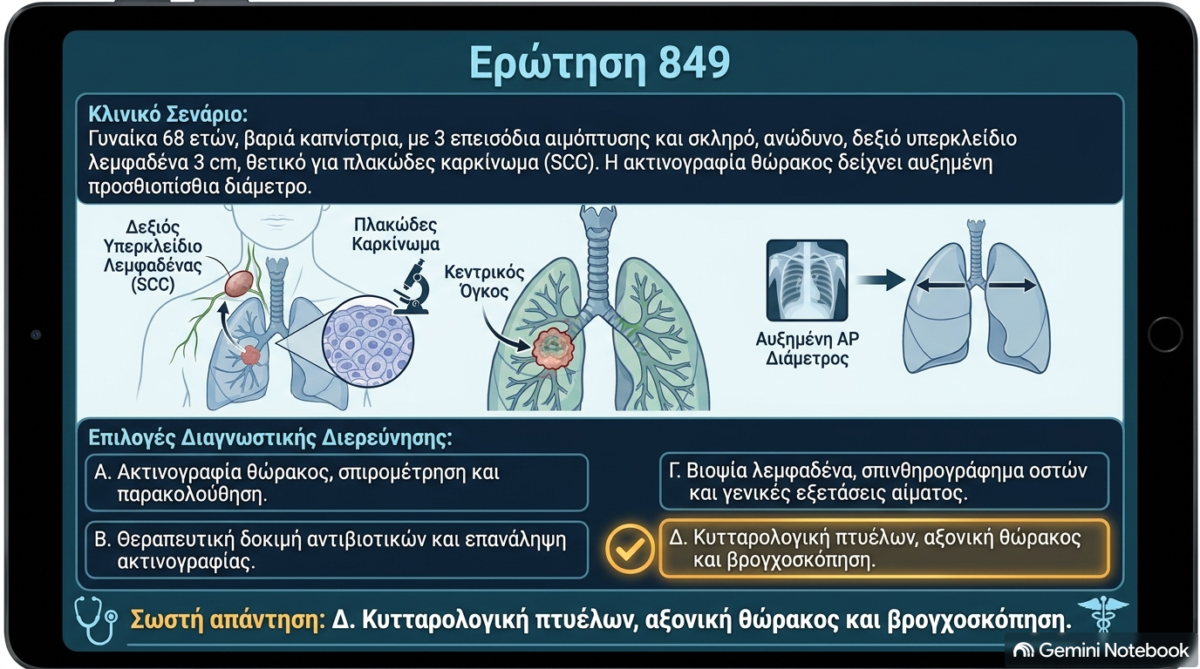 Ερώτηση 849
Κλινικό Σενάριο:
Γυναίκα 68 ετών, βαριά καπνίστρια, με 3 επεισόδια αιμόπτυσης και σκληρό, ανώδυνο, δεξιό υπερκλείδιο
λεμφαδένα 3 cm, θετικό για πλακώδες καρκίνωμα (SCC). Η ακτινογραφία θώρακος δείχνει αυξημένη
προσθιοπίσθια διάμετρο.
Δεξιός
Υπερκλείδιο
Λεμφαδένας
(SCC)
Πλακώδες
Καρκίνωμα
Κεντρικός
Όγκος
Αυξημένη AP
Διάμετρος
Επιλογές Διαγνωστικής Διερεύνησης:
Α. Ακτινογραφία θώρακος, σπιρομέτρηση και
παρακολούθηση.
Β. Θεραπευτική δοκιμή αντιβιοτικών και επανάληψη
ακτινογραφίας.
Γ. Βιοψία λεμφαδένα, σπινθηρογράφημα οστών
και γενικές εξετάσεις αίματος.
Δ. Κυτταρολογική πτυέλων, αξονική θώρακος
και βρογχοσκόπηση.
Σωστή απάντηση: Δ. Κυτταρολογική πτυέλων, αξονική θώρακος και βρογχοσκόπηση.
Gemini Notebook